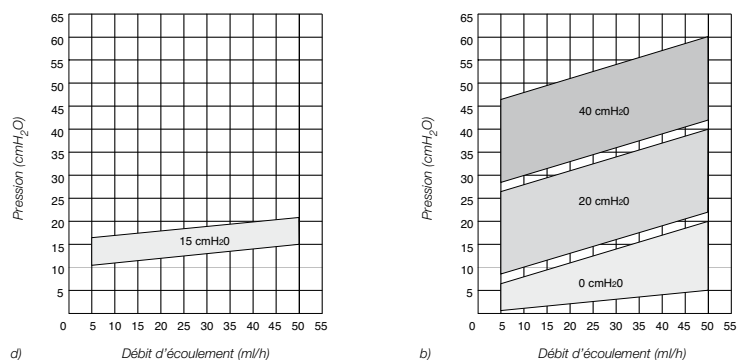 65
60
55
50
45
40
35
30
25
20
15
10
5
0 5 10 15 20 25 30 35 40 45 50 55
Pression (cmH2O)
15 cmH20
d) Débit d'écoulement (ml/h)
65
60
55
50
45
40
35
30
25
20
15
10
5
0 5 10 15 20 25 30 35 40 45 50 55
Pression (cmH2O)
40 cmH20
20 cmH20
0 cmH20
b) Débit d'écoulement (ml/h)